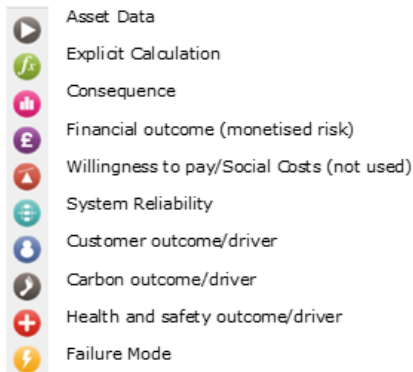 Asset Data
fx Explicit Calculation
Consequence
£ Financial outcome (monetised risk)
Willingness to pay/Social Costs (not used)
System Reliability
Customer outcome/driver
Carbon outcome/driver
Health and safety outcome/driver
Failure Mode